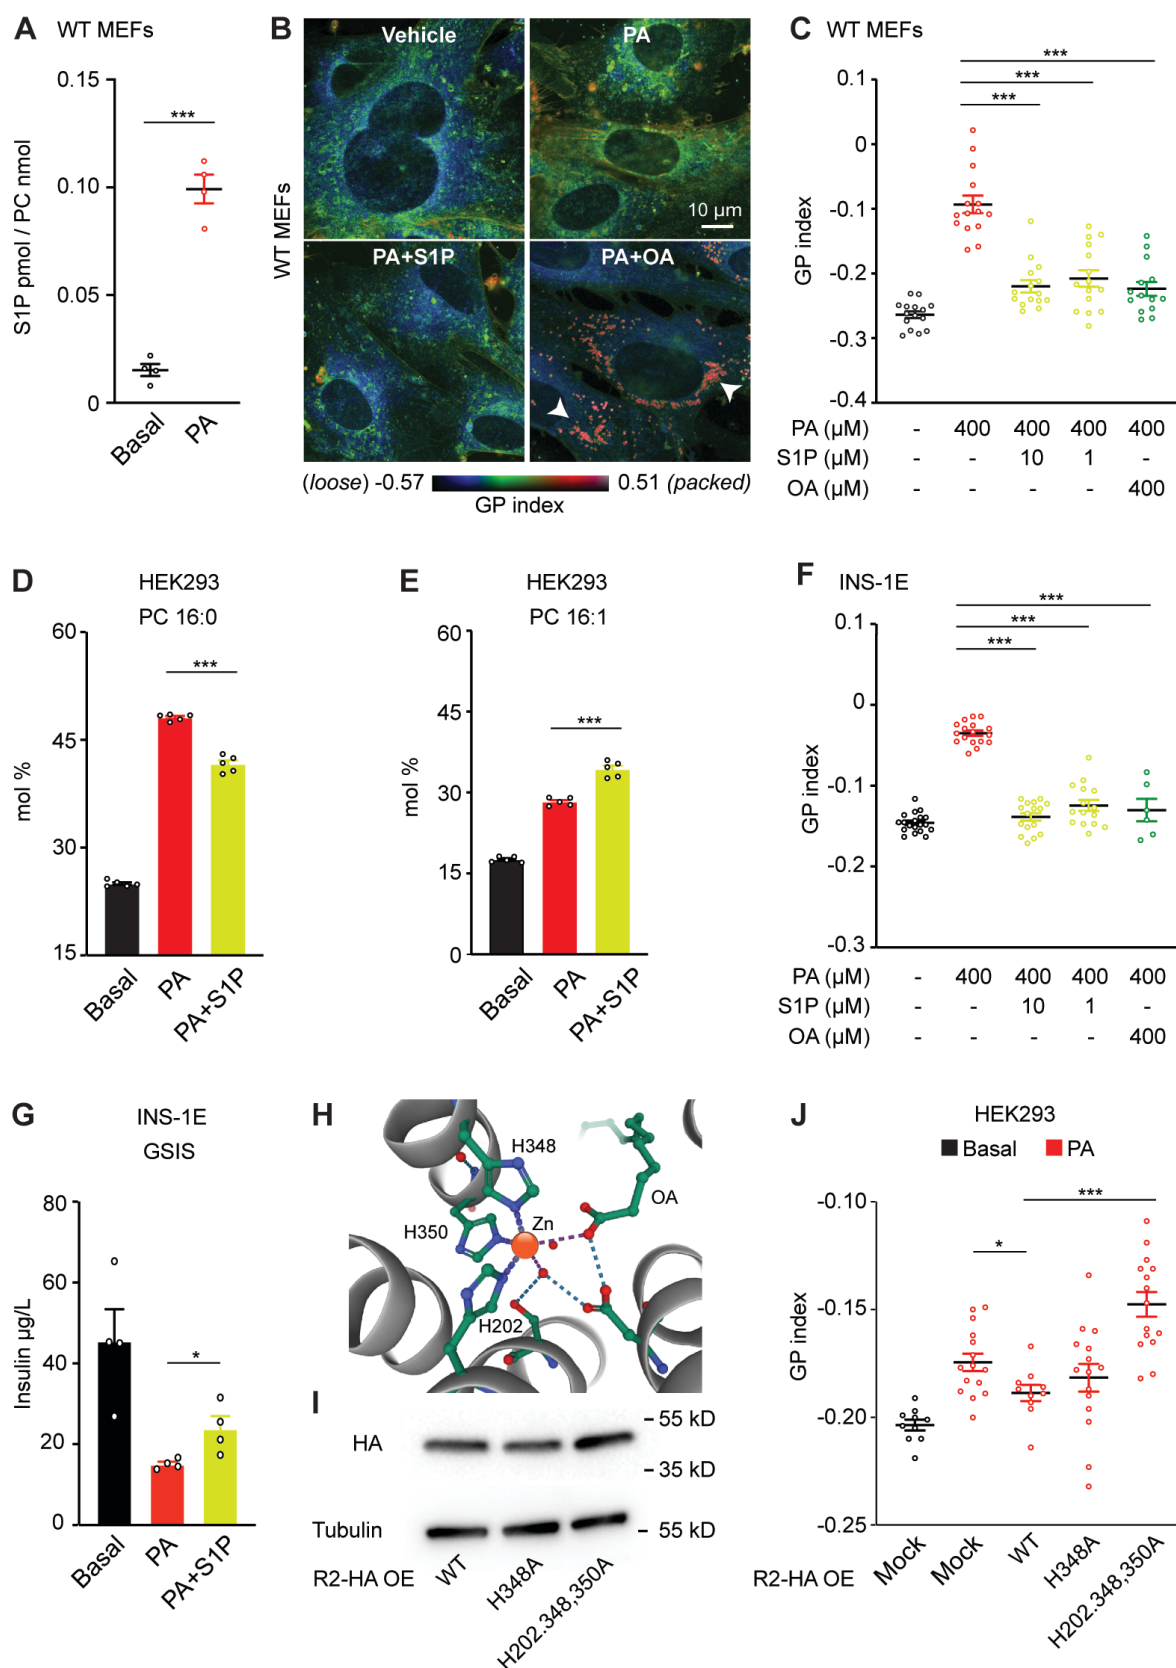 A WT MEFs
S1P pmol / PC nmol
0.15
0.10
0.05
0
***
Basal
PA
B
WT MEFs
Vehicle
PA
10 µm
PA+S1P
PA+OA
(loose) -0.57
0.51 (packed)
GP index
C WT MEFs
GP index
0.1
0
-0.1
-0.2
-0.3
-0.4
***
***
***
PA (µM) - 400 400 400 400
S1P (µM) - - 10 1 -
OA (µM) - - - - 400
D
HEK293
PC 16:0
mol %
60
45
30
15
***
Basal
PA
PA+S1P
E
HEK293
PC 16:1
mol %
60
45
30
15
0
***
Basal
PA
PA+S1P
F INS-1E
GP index
0.1
0
-0.1
-0.2
-0.3
***
***
***
PA (µM) - 400 400 400 400
S1P (µM) - - 10 1 -
OA (µM) - - - - 400
G
INS-1E
GSIS
Insulin µg/L
80
60
40
20
0
*
Basal
PA
PA+S1P
H
H348
OA
H350
Zn
H202
I
HA
- 55 kD
- 35 kD
Tubulin
- 55 kD
R2-HA OE
WT
H348A
H202.348,350A
J
HEK293
Basal
PA
GP index
-0.10
-0.15
-0.20
-0.25
***
*
R2-HA OE
Mock
Mock
WT
H348A
H202.348,350A